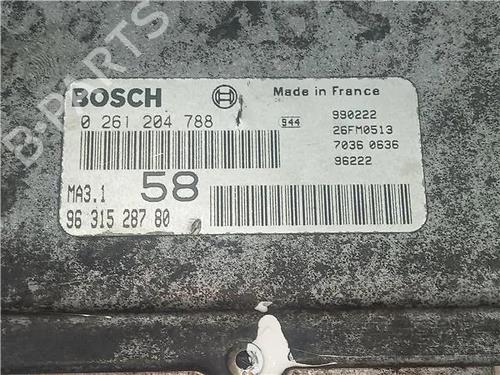 B-PARTS
BOSCH Made in France
0 261 204 788 S44 990222
26FM0513
7036 0636
96222
MA3.1 58
96 315 287 80